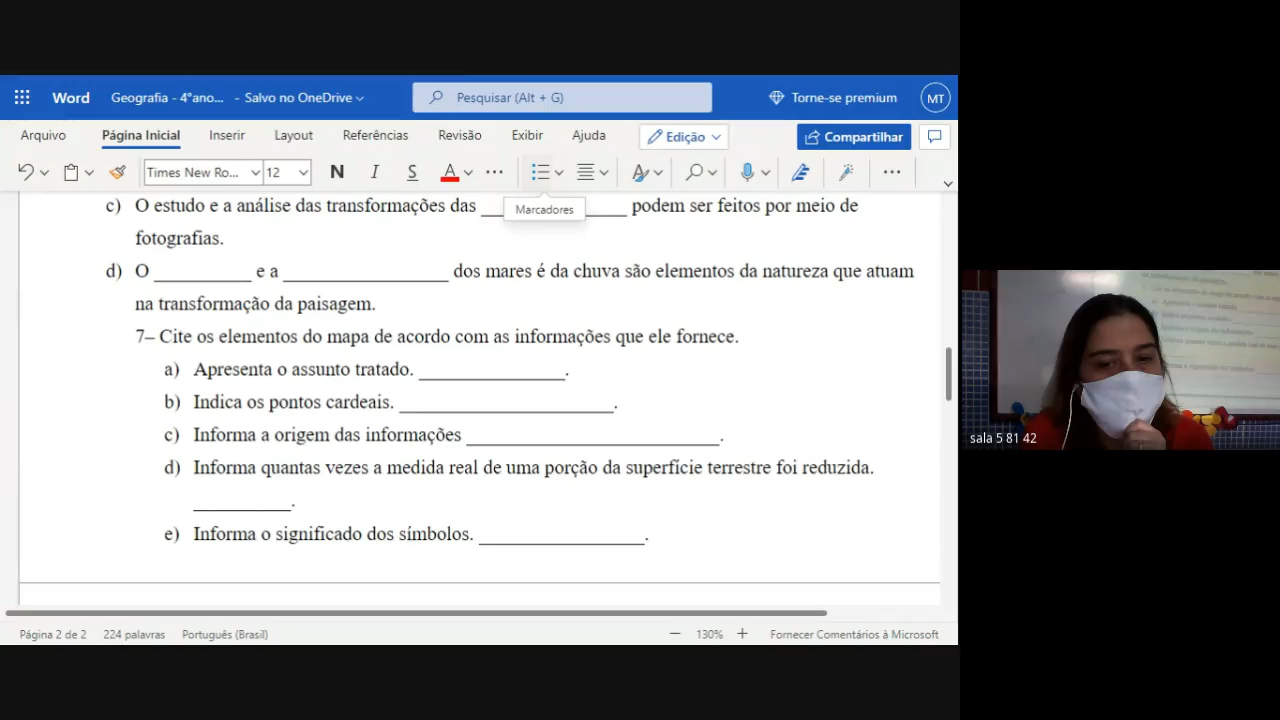 Word Geografia - 4°ano... - Salvo no OneDrive Pesquisar (Alt + G) Torne-se premium MT
Arquivo Página Inicial Inserir Layout Referências Revisão Exibir Ajuda Edição Compartilhar
Times New Ro... 12 N I S A ...
Marcadores
c) O estudo e a análise das transformações das ______ podem ser feitos por meio de
fotografias.
d) O __________ e a _________________ dos mares é da chuva são elementos da natureza que atuam
na transformação da paisagem.
7– Cite os elementos do mapa de acordo com as informações que ele fornece.
a) Apresenta o assunto tratado. _______________.
b) Indica os pontos cardeais. ______________________.
c) Informa a origem das informações __________________________.
d) Informa quantas vezes a medida real de uma porção da superfície terrestre foi reduzida.
__________.
e) Informa o significado dos símbolos. _________________.
Página 2 de 2 224 palavras Português (Brasil) 130% Fornecer Comentários à Microsoft
sala 5 81 42